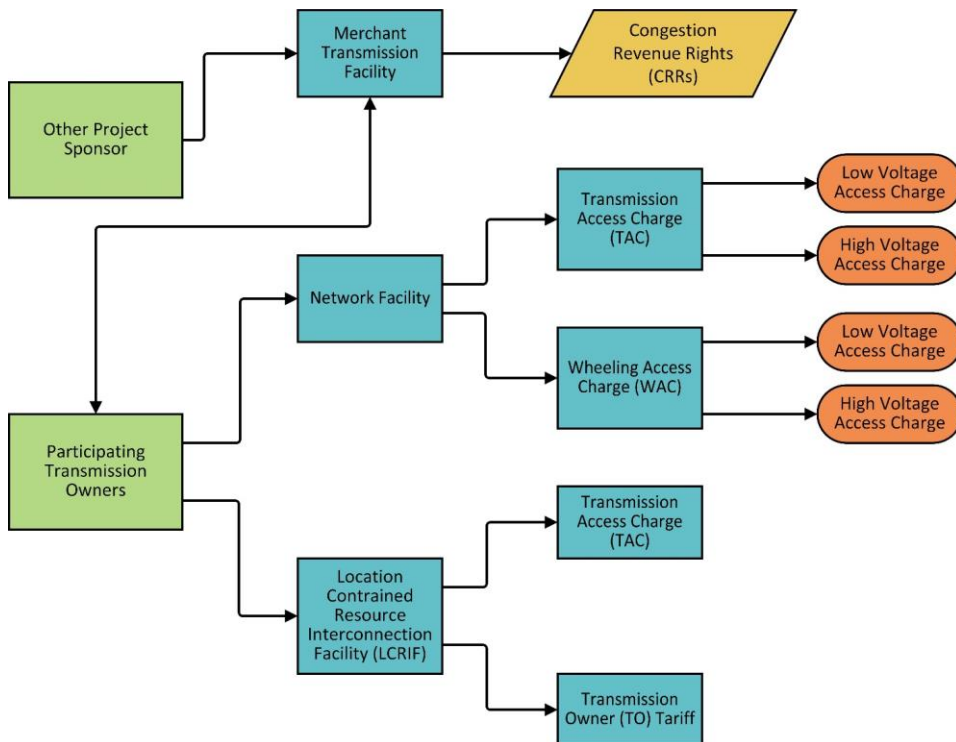 Merchant
Transmission
Facility
Congestion
Revenue Rights
(CRRs)
Other Project
Sponsor
Transmission
Access Charge
(TAC)
Low Voltage
Access Charge
High Voltage
Access Charge
Network Facility
Wheeling Access
Charge (WAC)
Low Voltage
Access Charge
High Voltage
Access Charge
Participating
Transmission
Owners
Transmission
Access Charge
(TAC)
Location
Contrained
Resource
Interconnection
Facility (LCRIF)
Transmission
Owner (TO) Tariff